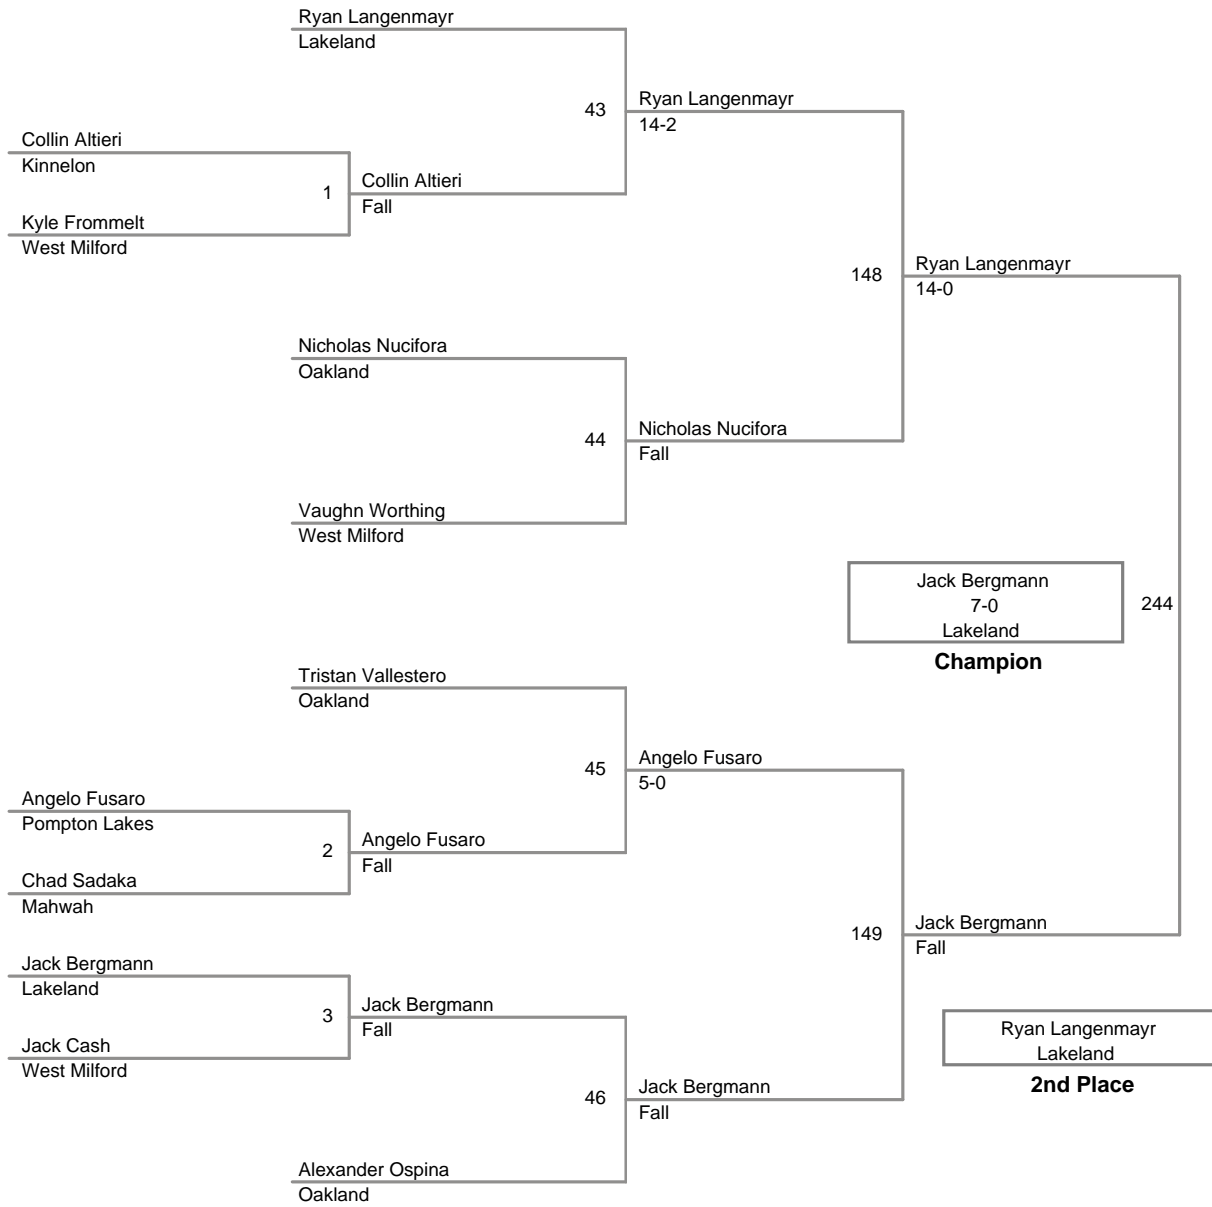 Ryan Langenmayr
Lakeland
43
Ryan Langenmayr
14-2
Collin Altieri
Kinnelon
1
Collin Altieri
Fall
Kyle Frommelt
West Milford
148
Ryan Langenmayr
14-0
Nicholas Nucifora
Oakland
44
Nicholas Nucifora
Fall
Vaughn Worthing
West Milford
Jack Bergmann
7-0
Lakeland
244
Champion
Tristan Vallestero
Oakland
45
Angelo Fusaro
5-0
Angelo Fusaro
Pompton Lakes
2
Angelo Fusaro
Fall
Chad Sadaka
Mahwah
149
Jack Bergmann
Fall
Jack Bergmann
Lakeland
3
Jack Bergmann
Fall
Jack Cash
West Milford
Ryan Langenmayr
Lakeland
2nd Place
46
Jack Bergmann
Fall
Alexander Ospina
Oakland